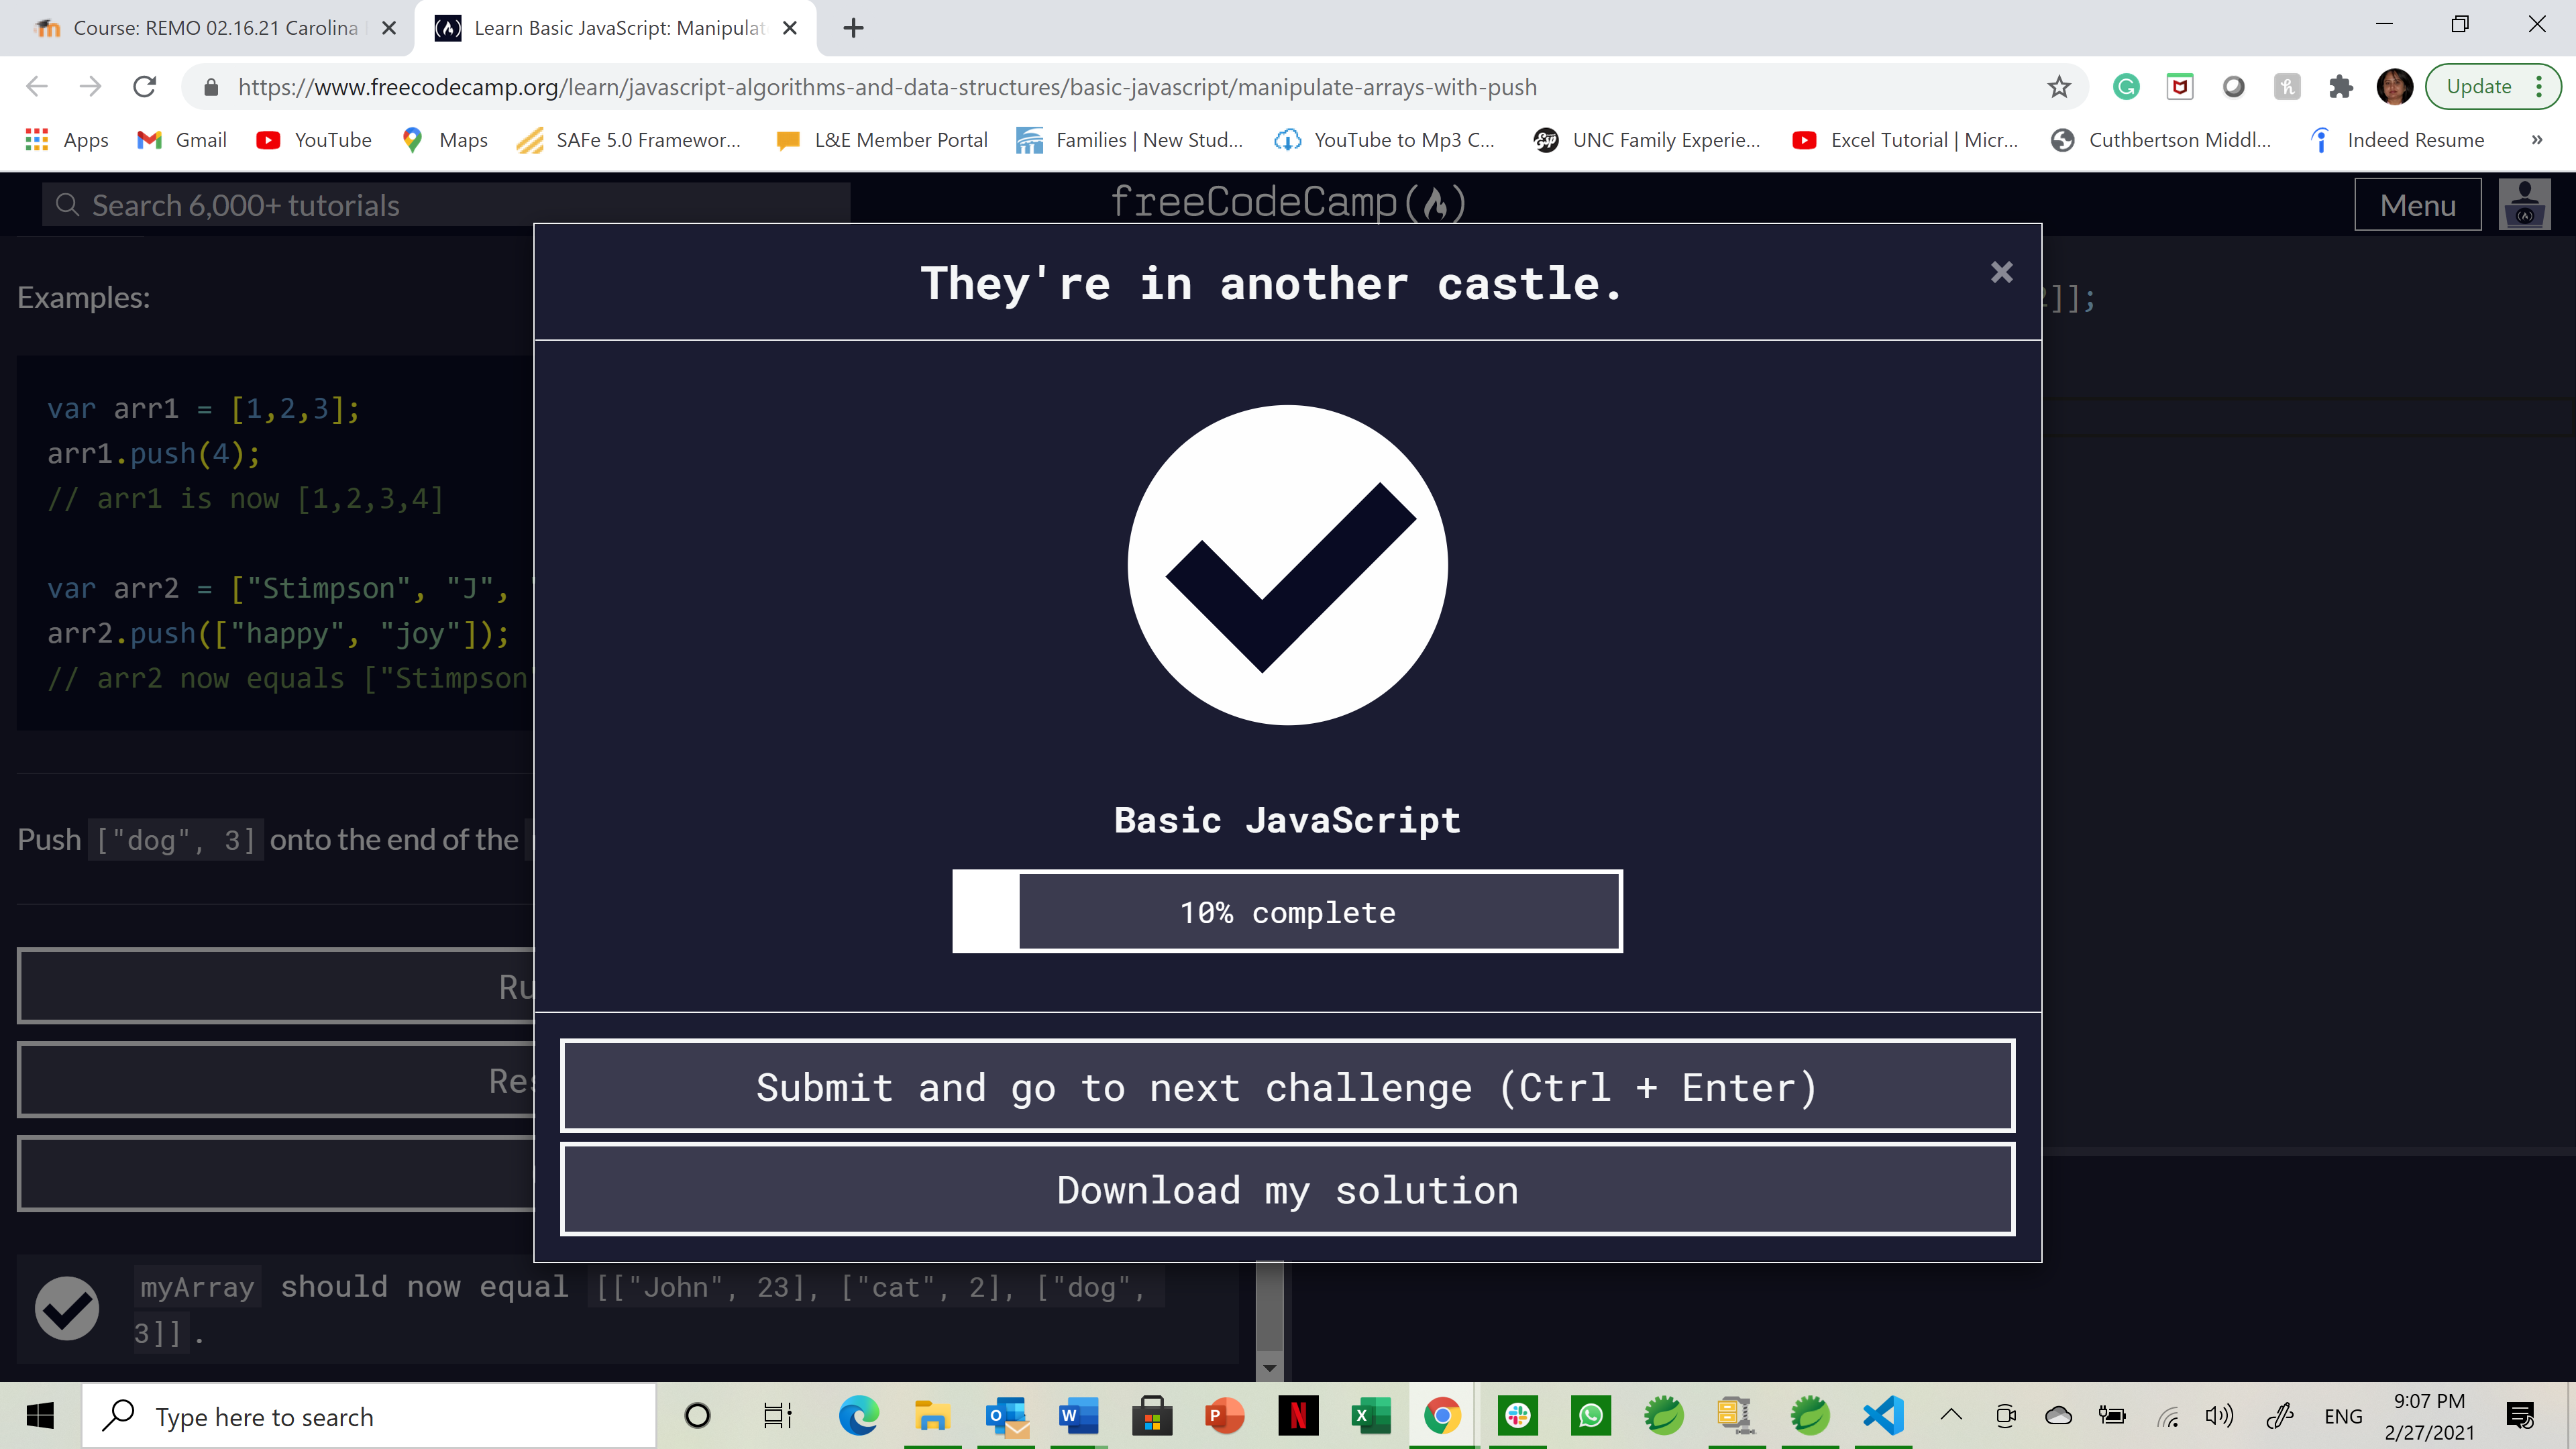 Course: REMO 02.16.21 Carolina
Learn Basic JavaScript: Manipulat
https://www.freecodecamp.org/learn/javascript-algorithms-and-data-structures/basic-javascript/manipulate-arrays-with-push
Update
Apps
Gmail
YouTube
Maps
SAFe 5.0 Framewor...
L&E Member Portal
Families | New Stud...
YouTube to Mp3 C...
UNC Family Experie...
Excel Tutorial | Micr...
Cuthbertson Middl...
Indeed Resume
»
Search 6,000+ tutorials
freeCodeCamp
Menu
They're in another castle.
×
Examples:
var arr1 = [1,2,3];
arr1.push(4);
// arr1 is now [1,2,3,4]
var arr2 = ["Stimpson", "J",
arr2.push(["happy", "joy"]);
// arr2 now equals ["Stimpson"
]];
Push ["dog", 3] onto the end of the
Basic JavaScript
10% complete
Ru
Res
Submit and go to next challenge (Ctrl + Enter)
Download my solution
myArray should now equal [["John", 23], ["cat", 2], ["dog",
3]].
Type here to search
ENG
9:07 PM
2/27/2021